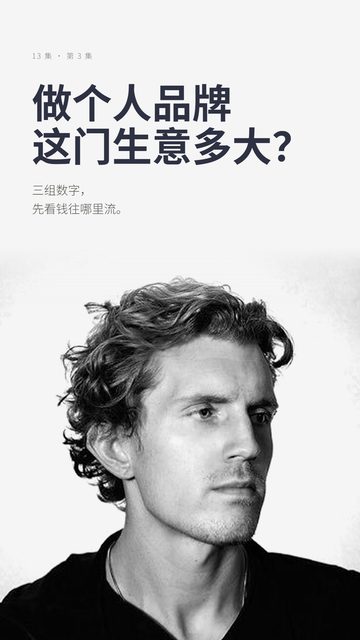 13 集 · 第 3 集
做个人品牌
这门生意多大?
三组数字，
先看钱往哪里流。